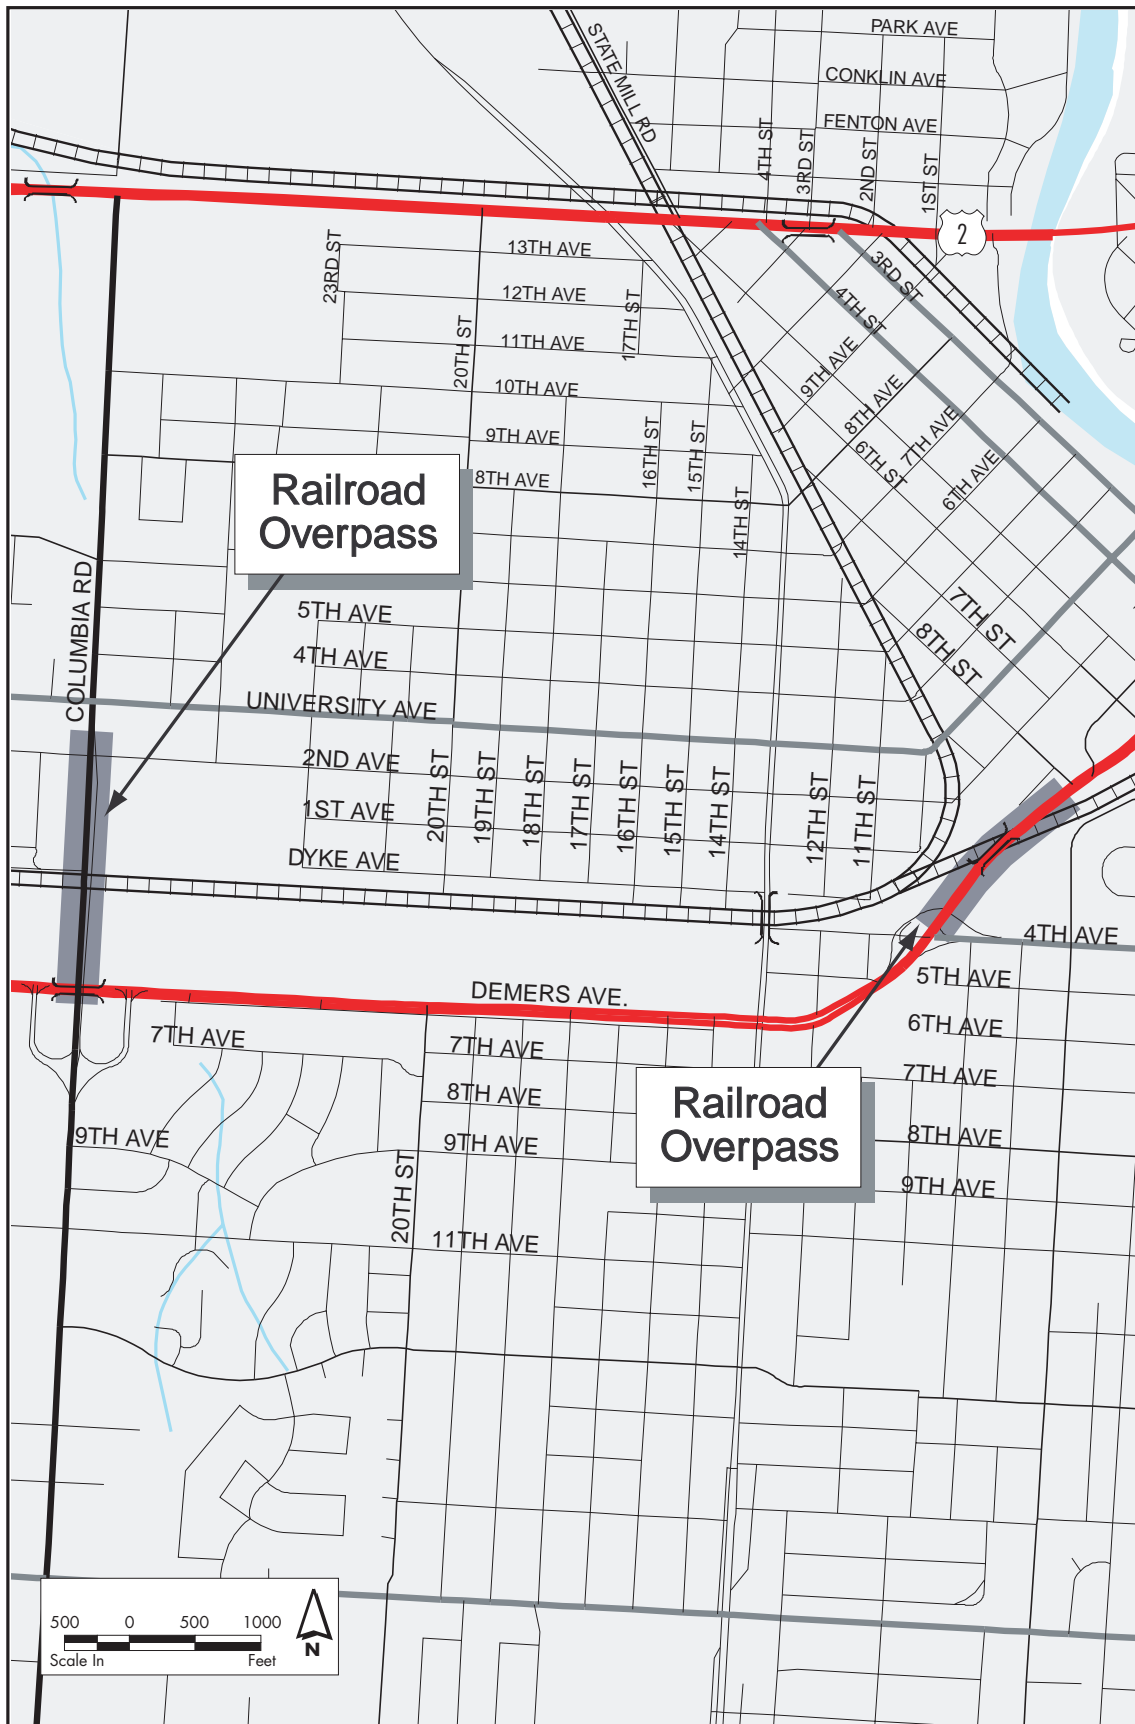 PARK AVE
STATE MILL RD
CONKLIN AVE
FENTON AVE
4TH ST
3RD ST
2ND ST
1ST ST
2
23RD ST
13TH AVE
3RD ST
12TH AVE
17TH ST
4TH ST
20TH ST
11TH AVE
9TH AVE
10TH AVE
8TH AVE
7TH AVE
9TH AVE
16TH ST
15TH ST
6TH ST
6TH AVE
8TH AVE
14TH ST
Railroad
Overpass
COLUMBIA RD
5TH AVE
7TH ST
4TH AVE
8TH ST
UNIVERSITY AVE
2ND AVE
20TH ST
19TH ST
18TH ST
17TH ST
16TH ST
15TH ST
14TH ST
12TH ST
11TH ST
1ST AVE
DYKE AVE
4TH AVE
5TH AVE
DEMERS AVE.
6TH AVE
7TH AVE
7TH AVE
7TH AVE
8TH AVE
Railroad
Overpass
9TH AVE
9TH AVE
8TH AVE
20TH ST
9TH AVE
11TH AVE
500 0 500 1000
Scale In Feet
N